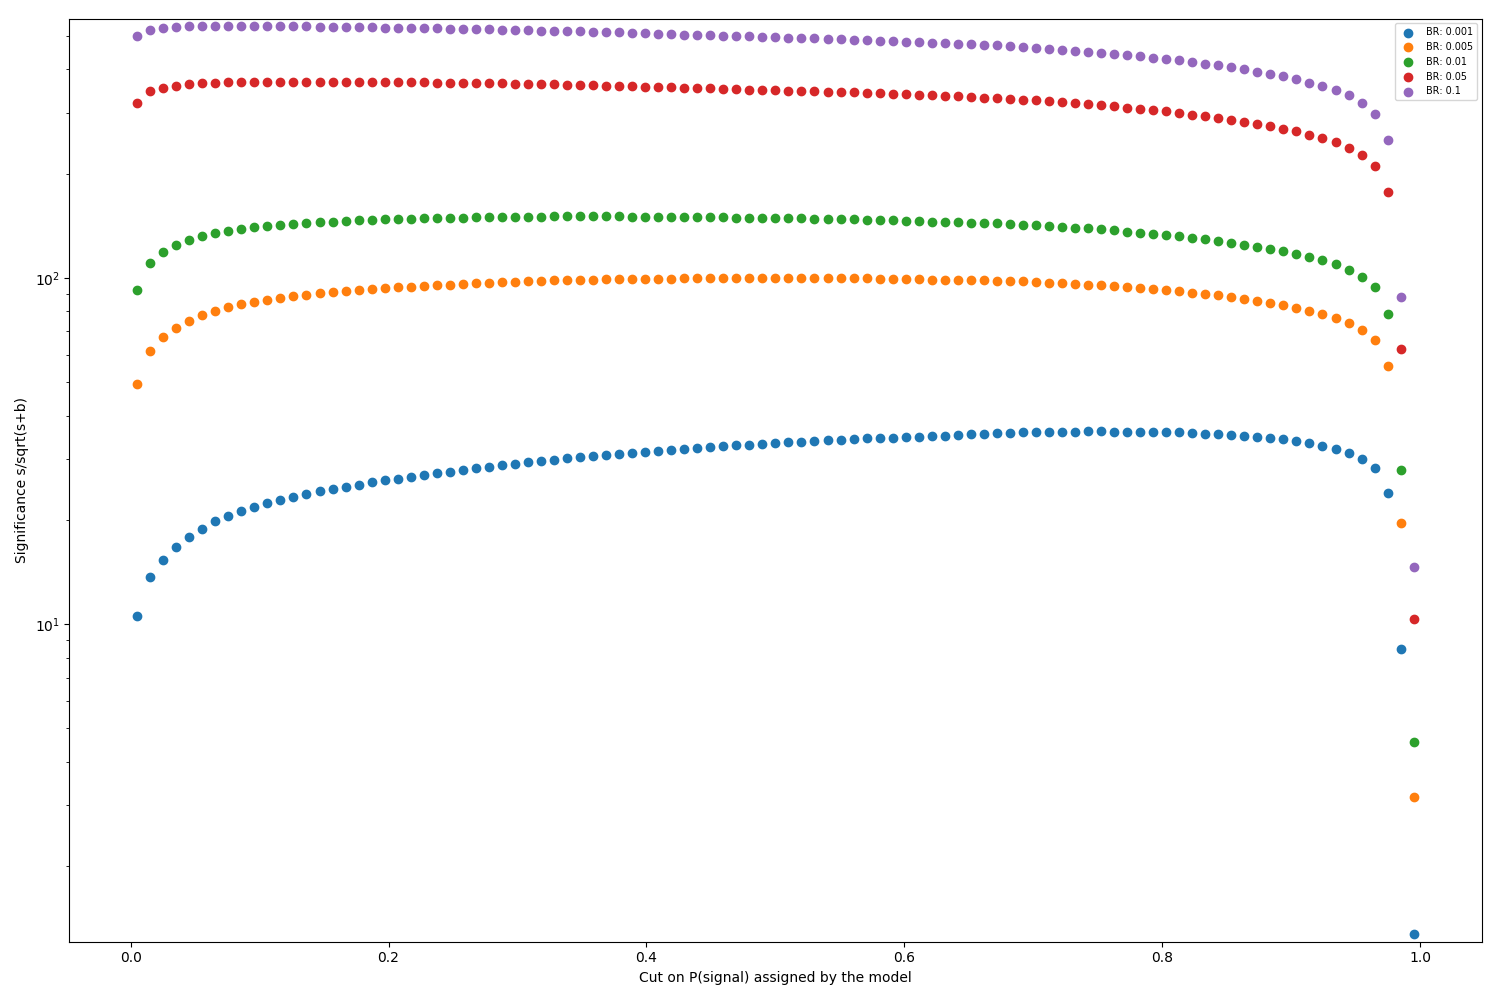 BR: 0.001
BR: 0.005
BR: 0.01
BR: 0.05
BR: 0.1
10²
10¹
Significance s/sqrt(s+b)
0.0 0.2 0.4 0.6 0.8 1.0
Cut on P(signal) assigned by the model